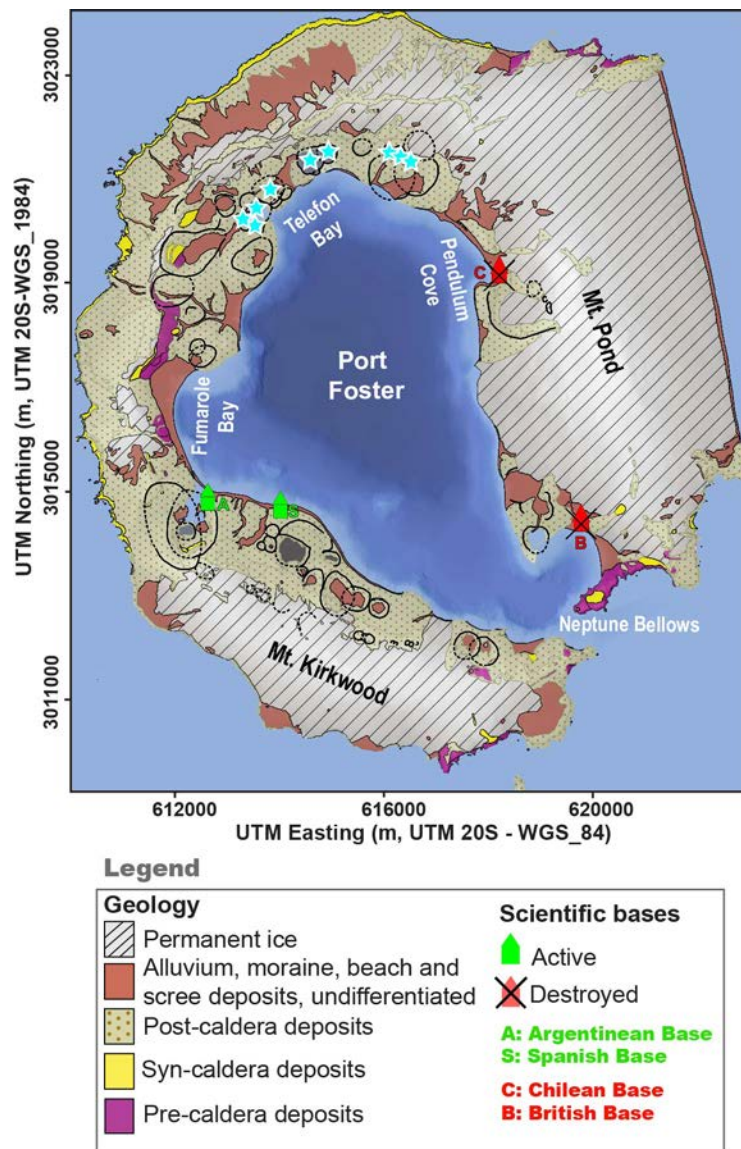 UTM Northing (m, UTM 20S-WGS_1984)
3023000
3019000
3015000
3011000
Telefon
Bay
Pendulum
Cove
C
Mt. Pond
Port
Foster
Fumarole
Bay
A
S
B
Neptune Bellows
Mt. Kirkwood
612000
616000
620000
UTM Easting (m, UTM 20S - WGS_84)
Legend
Geology
Permanent ice
Alluvium, moraine, beach and
scree deposits, undifferentiated
Post-caldera deposits
Syn-caldera deposits
Pre-caldera deposits
Scientific bases
Active
Destroyed
A: Argentinean Base
S: Spanish Base
C: Chilean Base
B: British Base